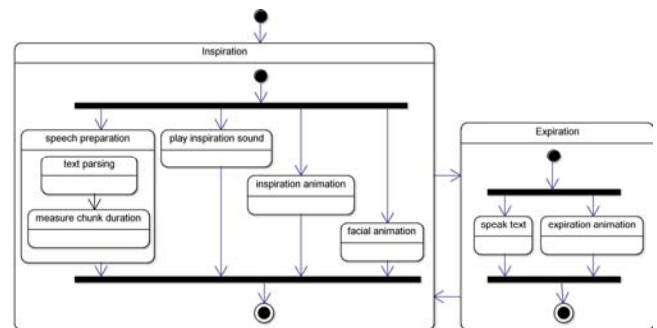 Inspiration
speech preparation
text parsing
measure chunk duration
play inspiration sound
inspiration animation
facial animation
Expiration
speak text
expiration animation